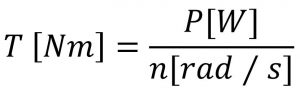 T [Nm] = P[W] / n[rad / s]